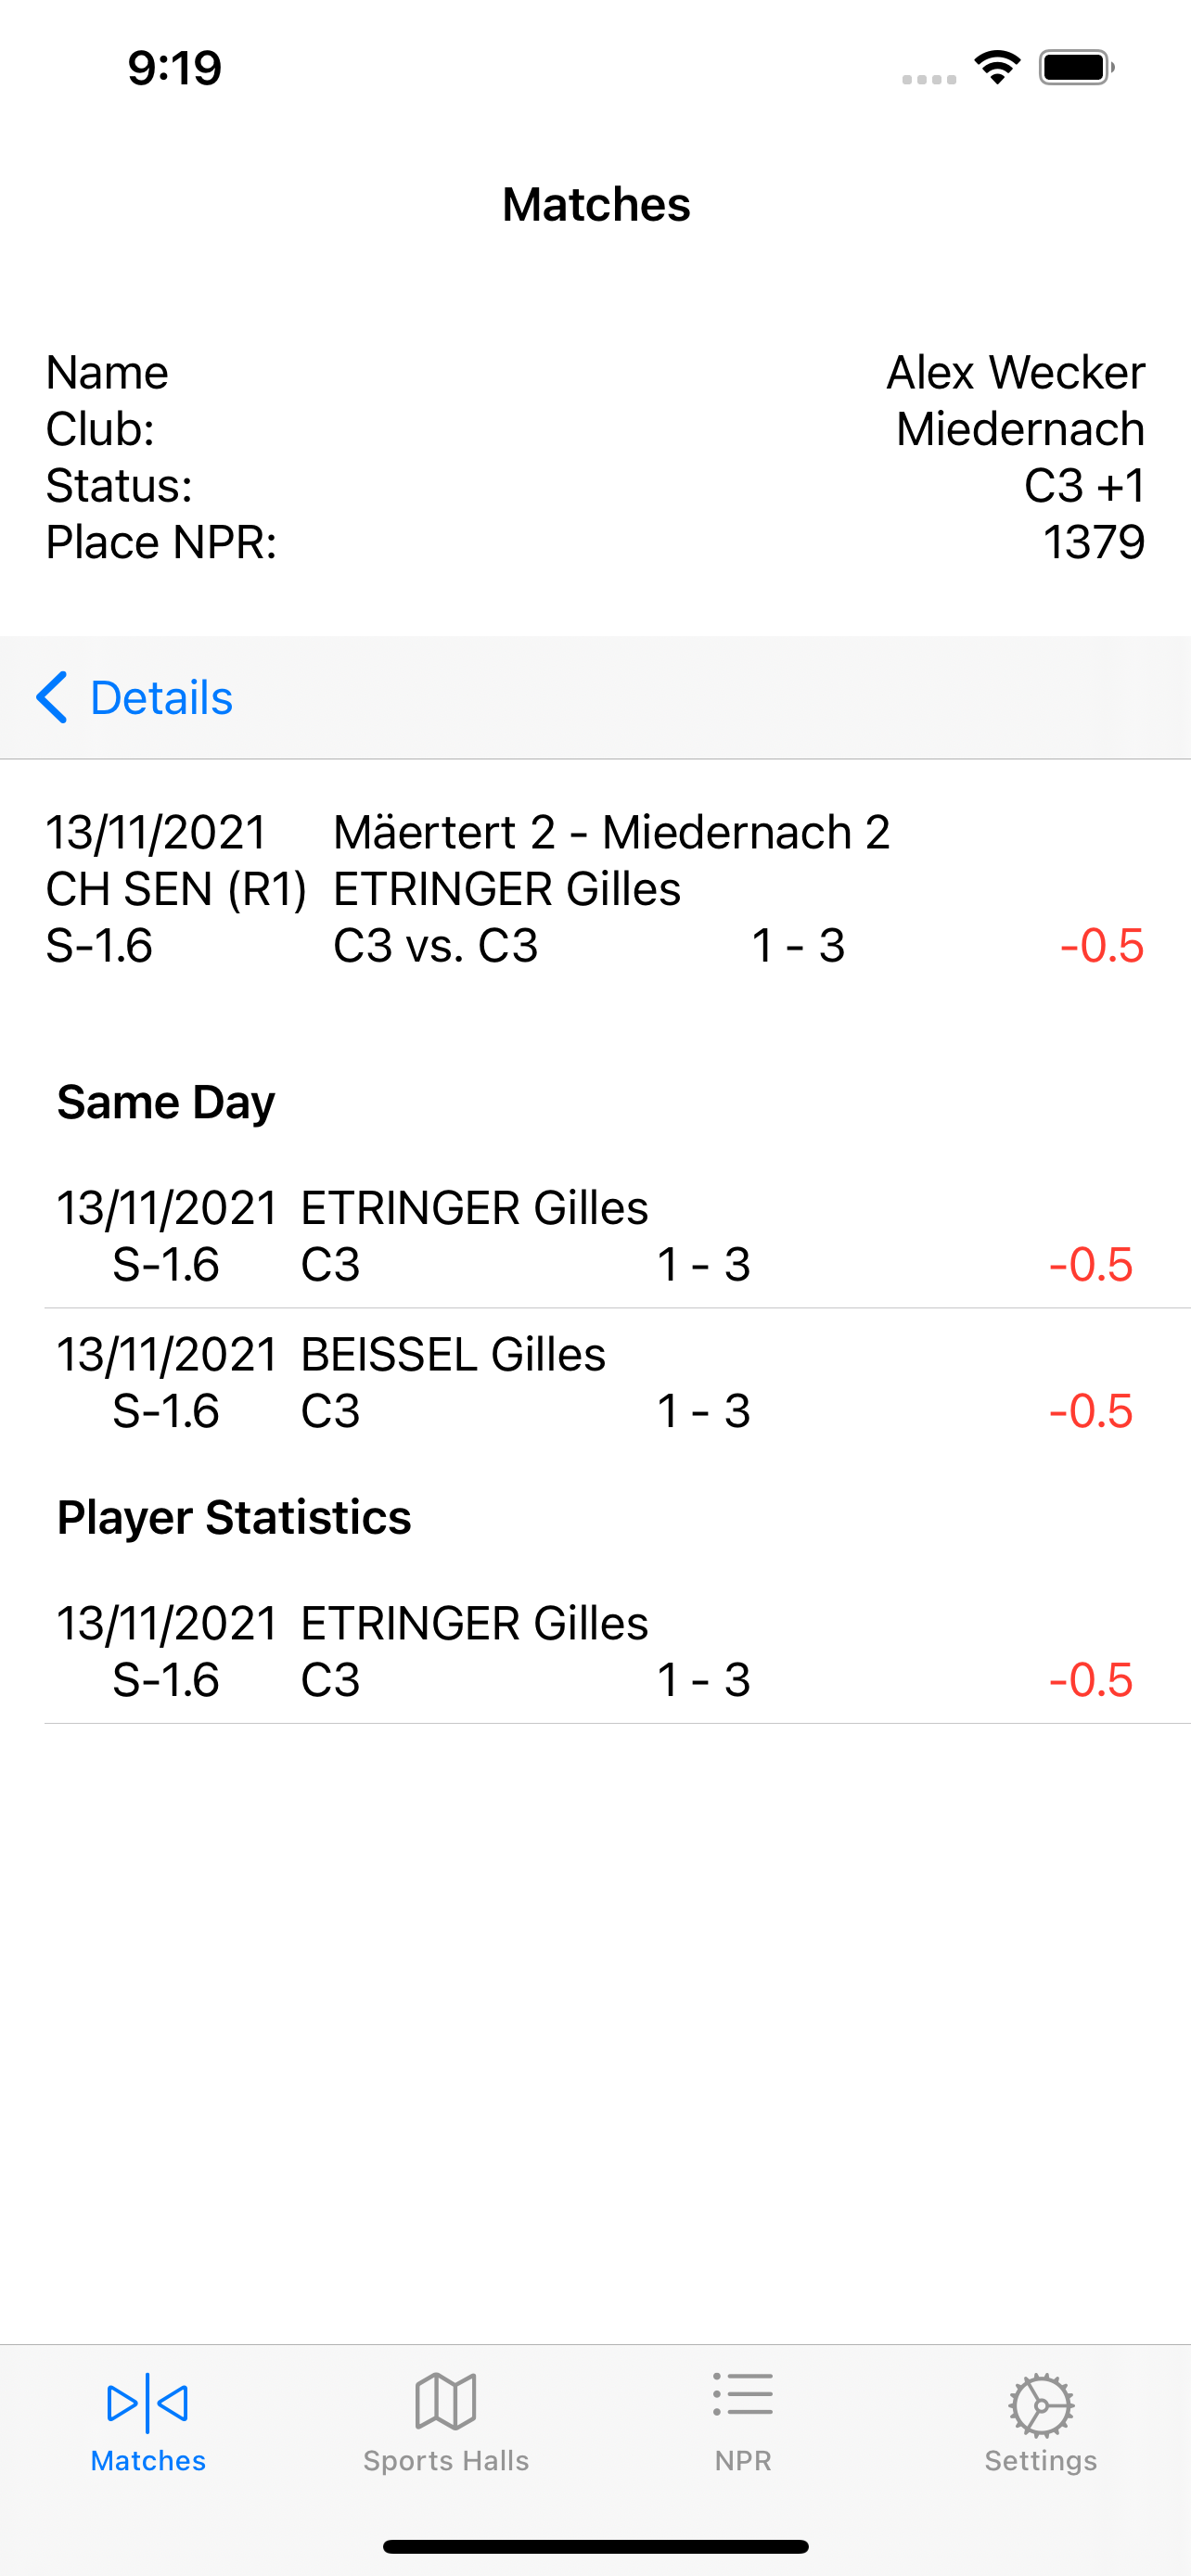 9:19
Matches
Name Alex Wecker
Club: Miedernach
Status: C3 +1
Place NPR: 1379
Details
13/11/2021 Mäertert 2 - Miedernach 2
CH SEN (R1) ETRINGER Gilles
S-1.6 C3 vs. C3 1 - 3 -0.5
Same Day
13/11/2021 ETRINGER Gilles
S-1.6 C3 1 - 3 -0.5
13/11/2021 BEISSEL Gilles
S-1.6 C3 1 - 3 -0.5
Player Statistics
13/11/2021 ETRINGER Gilles
S-1.6 C3 1 - 3 -0.5
Matches Sports Halls NPR Settings